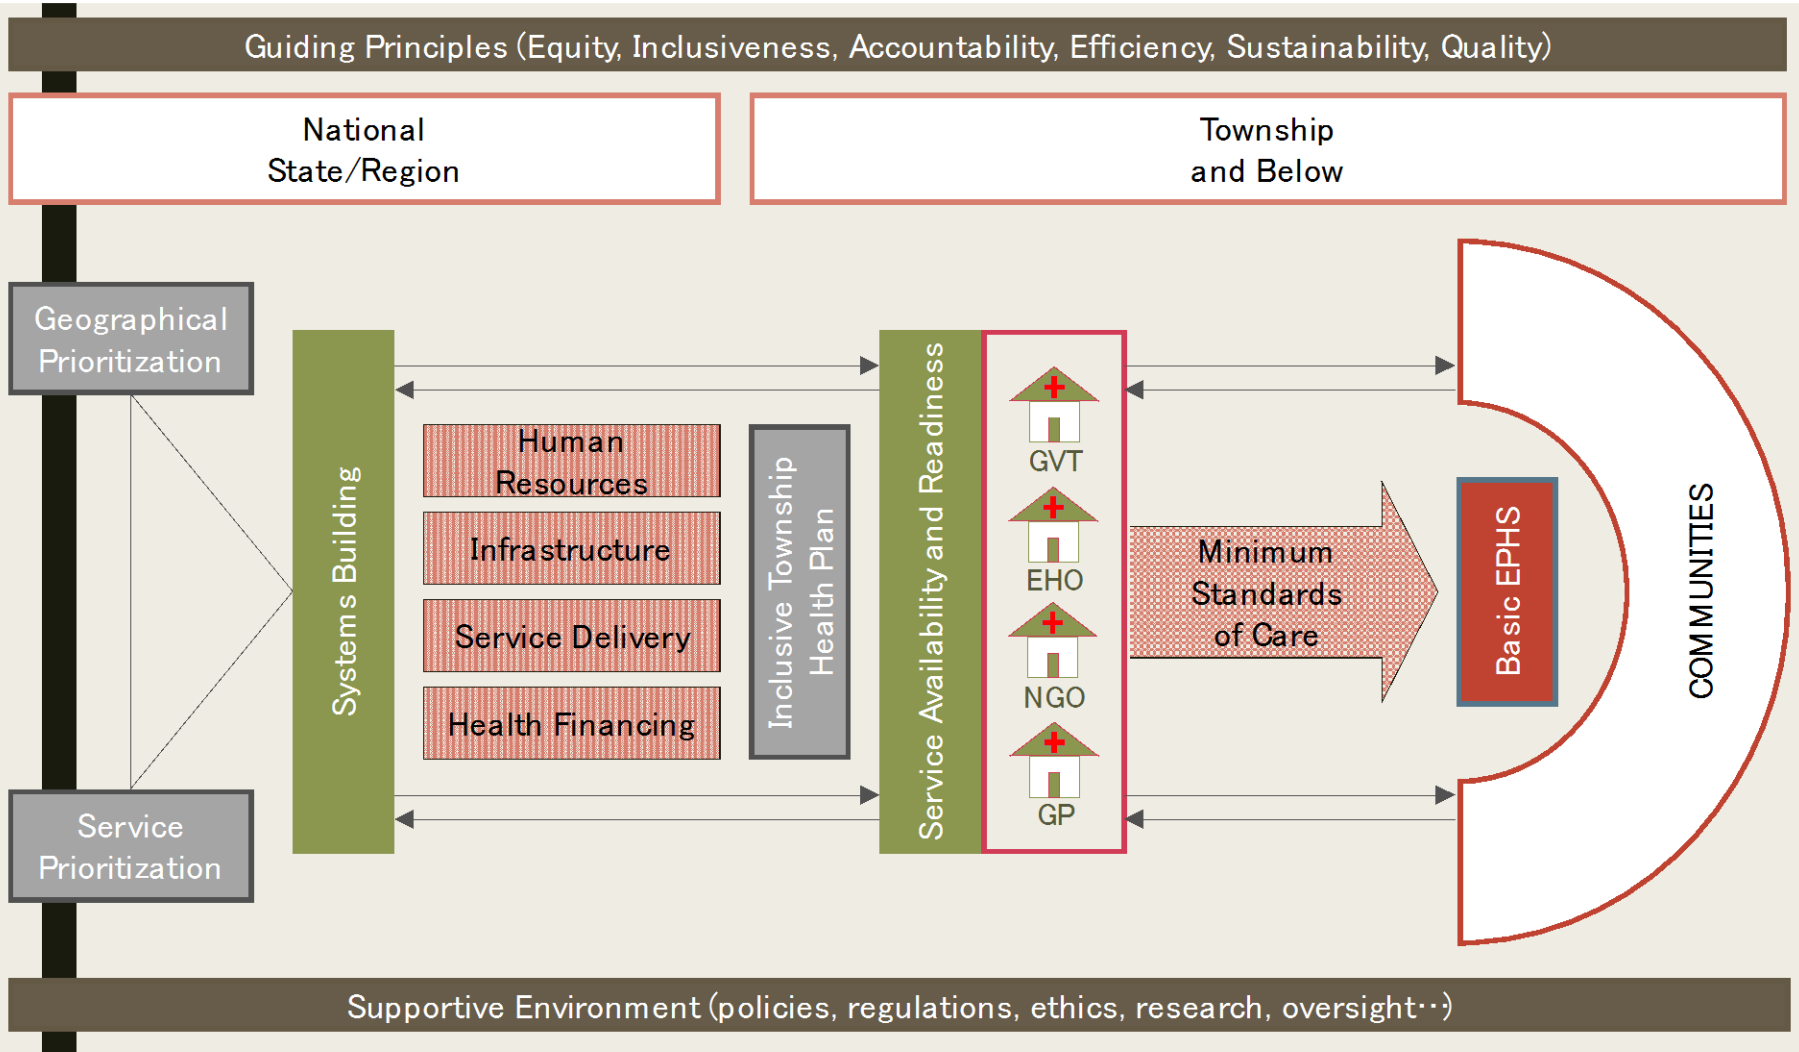 Guiding Principles (Equity, Inclusiveness, Accountability, Efficiency, Sustainability, Quality)
National
State/Region
Township
and Below
Geographical
Prioritization
Service
Prioritization
Systems Building
Human
Resources
Infrastructure
Service Delivery
Health Financing
Inclusive Township
Health Plan
Service Availability and Readiness
GVT
EHO
NGO
GP
Minimum
Standards
of Care
Basic EPHS
COMMUNITIES
Supportive Environment (policies, regulations, ethics, research, oversight…)